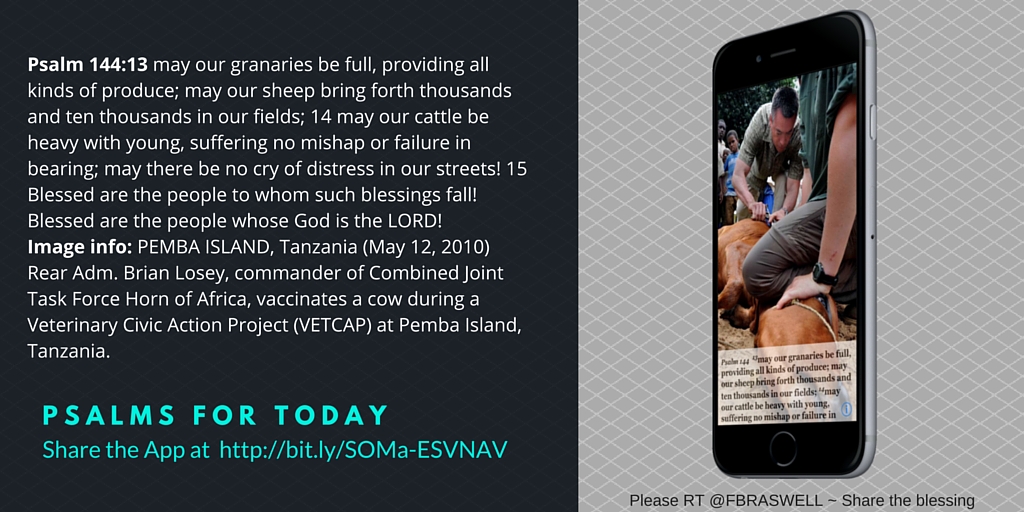 Psalm 144:13 may our granaries be full, providing all
kinds of produce; may our sheep bring forth thousands
and ten thousands in our fields; 14 may our cattle be
heavy with young, suffering no mishap or failure in
bearing; may there be no cry of distress in our streets! 15
Blessed are the people to whom such blessings fall!
Blessed are the people whose God is the LORD!
Image info: PEMBA ISLAND, Tanzania (May 12, 2010)
Rear Adm. Brian Losey, commander of Combined Joint
Task Force Horn of Africa, vaccinates a cow during a
Veterinary Civic Action Project (VETCAP) at Pemba Island,
Tanzania.
PSALMS FOR TODAY
Share the App at http://bit.ly/SOMa-ESVNAV
Psalm 144 13may our granaries be full,
providing all kinds of produce; may
our sheep bring forth thousands and
ten thousands in our fields; 14may
our cattle be heavy with young,
suffering no mishap or failure in
Please RT @FBRASWELL ~ Share the blessing